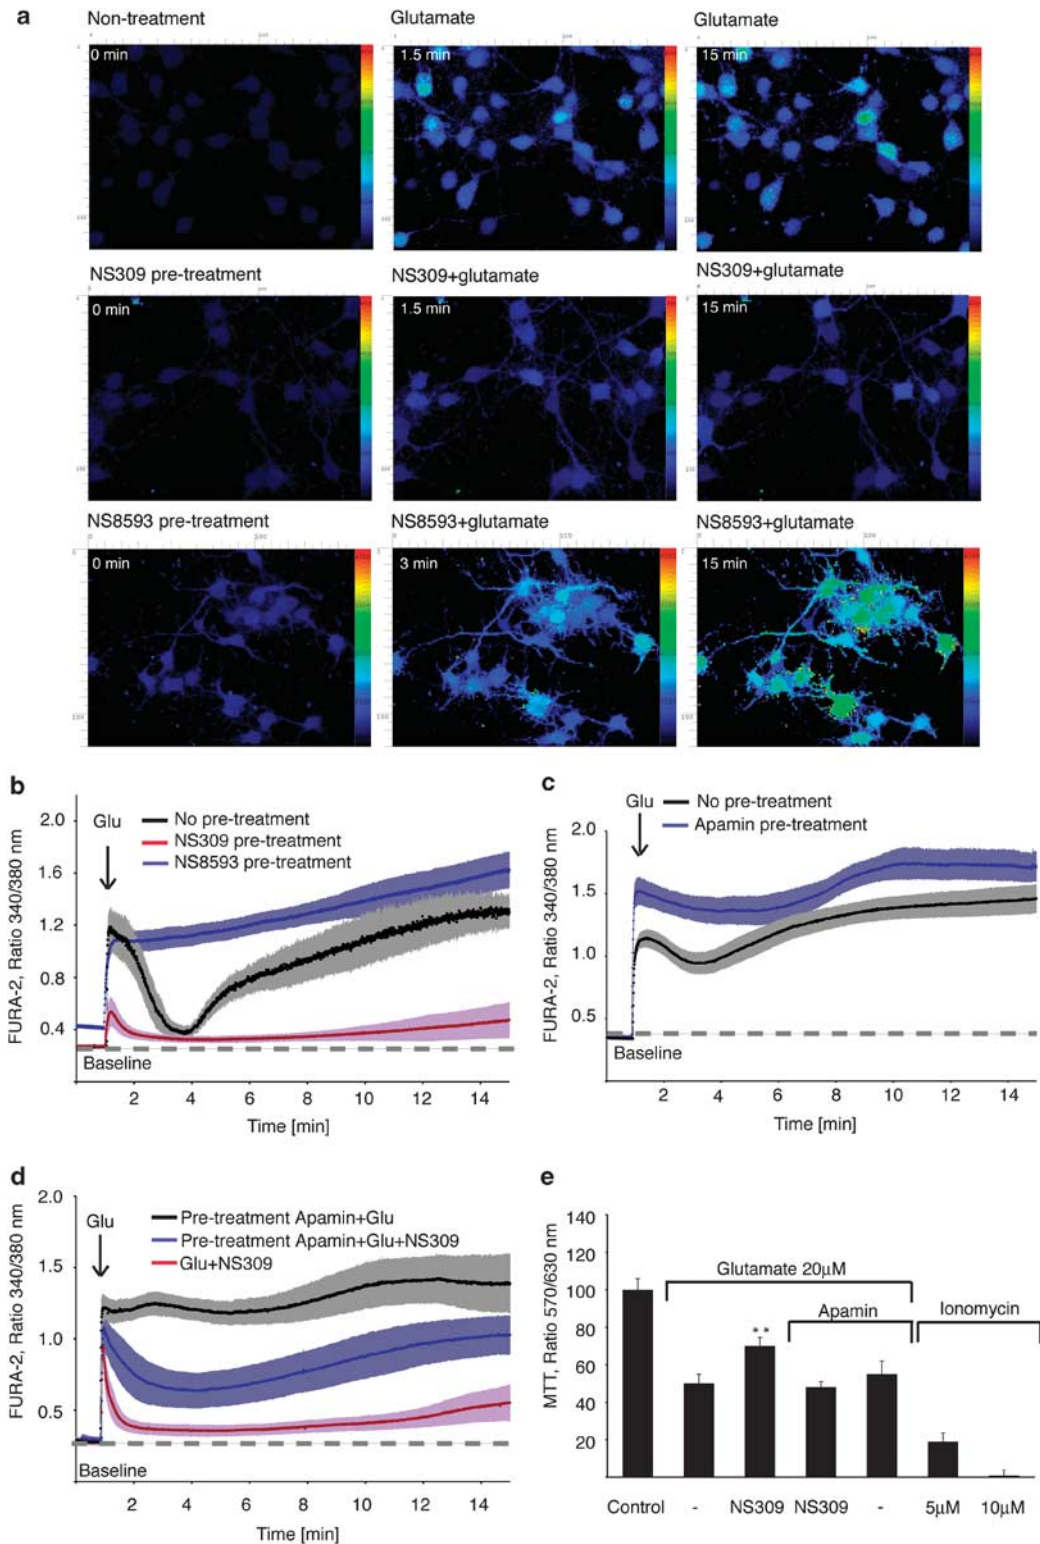 a
Non-treatment
Glutamate
Glutamate
0 min
1.5 min
15 min
NS309 pre-treatment
NS309+glutamate
NS309+glutamate
0 min
1.5 min
15 min
NS8593 pre-treatment
NS8593+glutamate
NS8593+glutamate
0 min
3 min
15 min
b
FURA-2, Ratio 340/380 nm
2.0
1.6
1.2
0.8
0.4
Glu
No pre-treatment
NS309 pre-treatment
NS8593 pre-treatment
Baseline
2 4 6 8 10 12 14
Time [min]
c
FURA-2, Ratio 340/380 nm
2.0
1.5
1.0
0.5
Glu
No pre-treatment
Apamin pre-treatment
Baseline
2 4 6 8 10 12 14
Time [min]
d
FURA-2, Ratio 340/380 nm
2.0
1.5
1.0
0.5
Glu
Pre-treatment Apamin+Glu
Pre-treatment Apamin+Glu+NS309
Glu+NS309
Baseline
2 4 6 8 10 12 14
Time [min]
e
MTT, Ratio 570/630 nm
140
120
100
80
60
40
20
Glutamate 20μM
Apamin
Ionomycin
**
Control - NS309 NS309 - 5μM 10μM